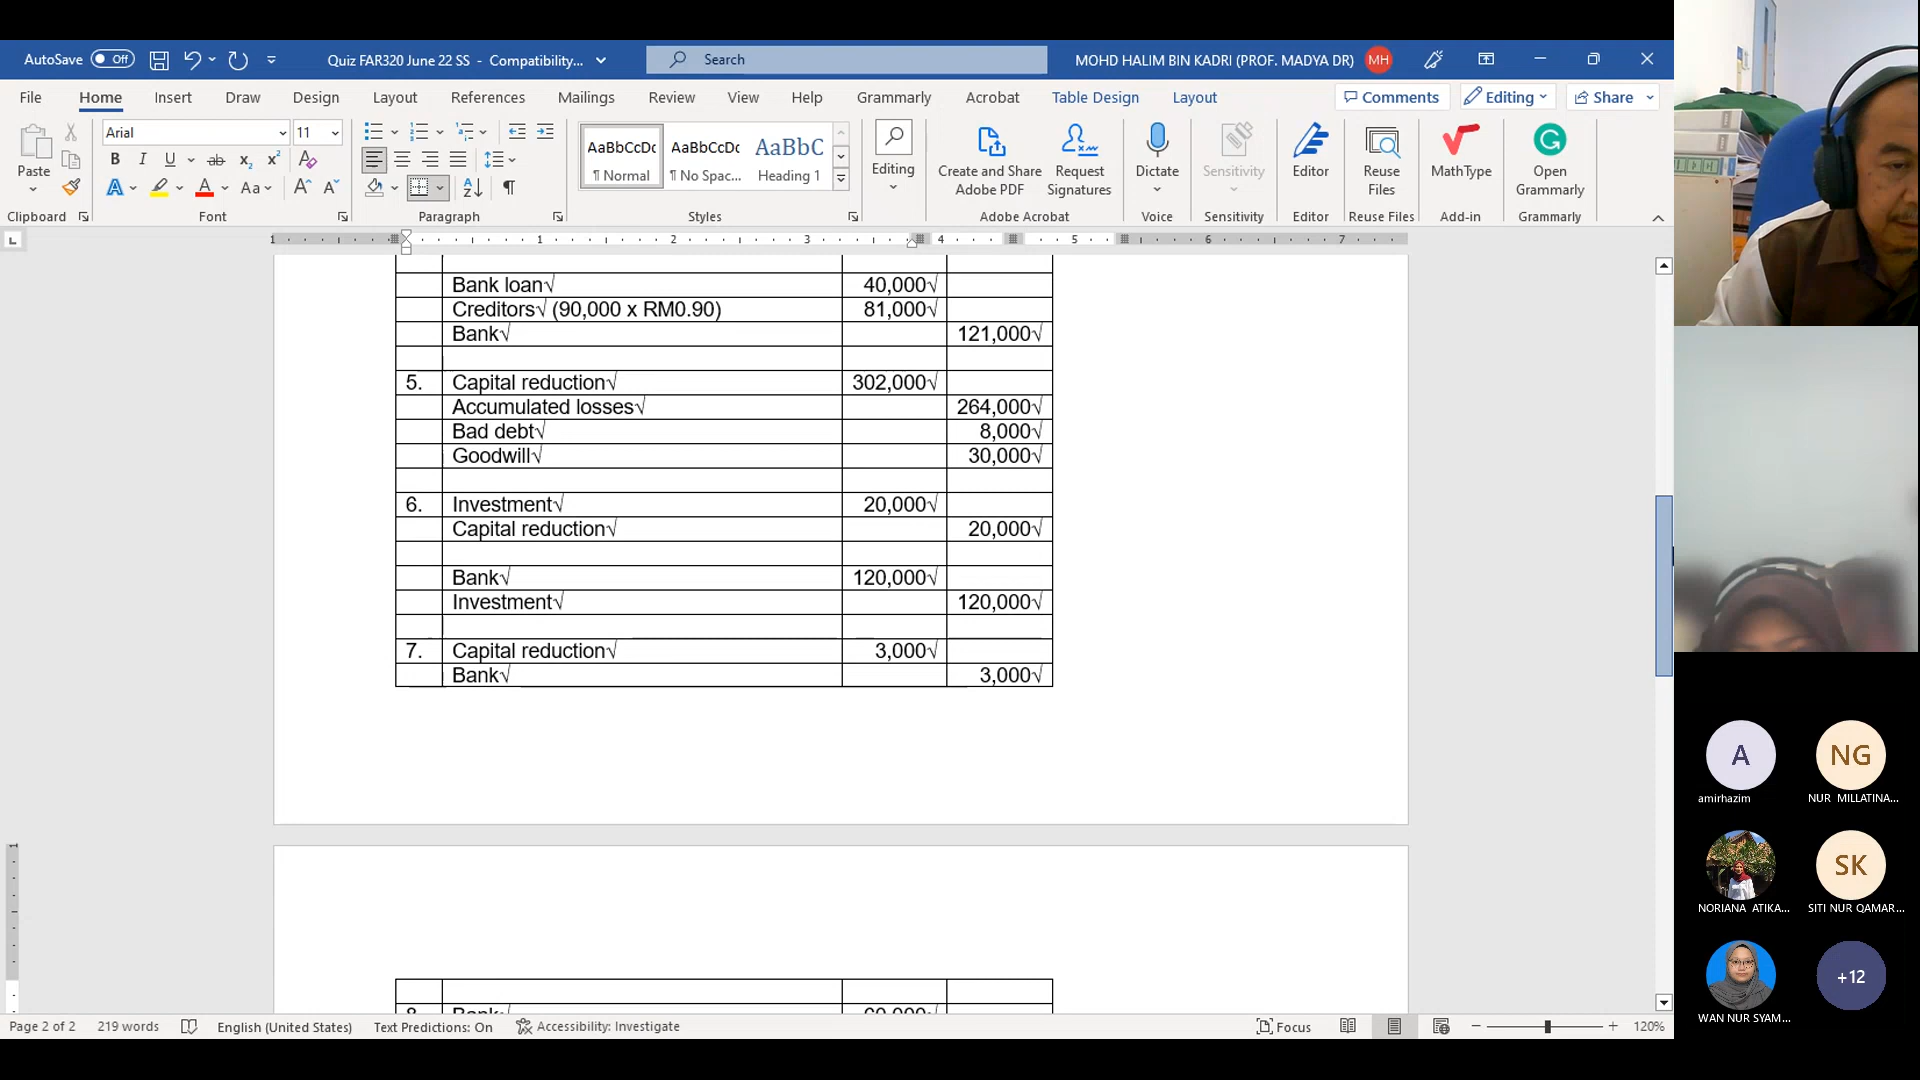 AutoSave Off Quiz FAR320 June 22 SS - Compatibility... Search MOHD HALIM BIN KADRI (PROF. MADYA DR) MH
File Home Insert Draw Design Layout References Mailings Review View Help Grammarly Acrobat Table Design Layout Comments Editing Share
Arial 11
Paste
AaBbCcDc AaBbCcDc AaBbC
¶ Normal ¶ No Spac... Heading 1
Editing
Create and Share Adobe PDF
Request Signatures
Dictate
Sensitivity
Editor
Reuse Files
MathType
Open Grammarly
Clipboard Font Paragraph Styles Adobe Acrobat Voice Sensitivity Editor Reuse Files Add-in Grammarly
1 1 2 3 4 5 6 7
Bank loan√ 40,000√
Creditors√ (90,000 x RM0.90) 81,000√
Bank√ 121,000√
5. Capital reduction√ 302,000√
Accumulated losses√ 264,000√
Bad debt√ 8,000√
Goodwill√ 30,000√
6. Investment√ 20,000√
Capital reduction√ 20,000√
Bank√ 120,000√
Investment√ 120,000√
7. Capital reduction√ 3,000√
Bank√ 3,000√
A
amirhazim
NG
NUR MILLATINA...
NORIANA ATIKA...
SK
SITI NUR QAMAR...
WAN NUR SYAM...
+12
Page 2 of 2 219 words English (United States) Text Predictions: On Accessibility: Investigate Focus 120%